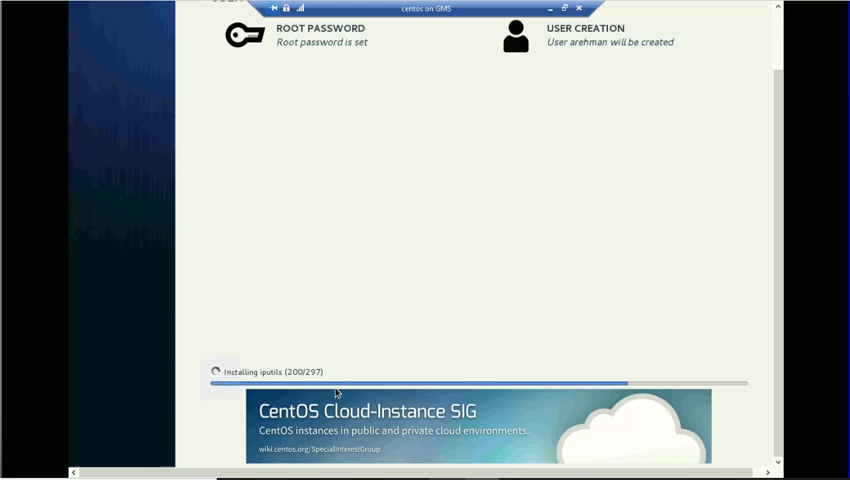 centos on GMS
ROOT PASSWORD
Root password is set
USER CREATION
User arehman will be created
Installing iputils (200/297)
CentOS Cloud-Instance SIG
CentOS instances in public and private cloud environments.
wiki.centos.org/SpecialInterestGroup